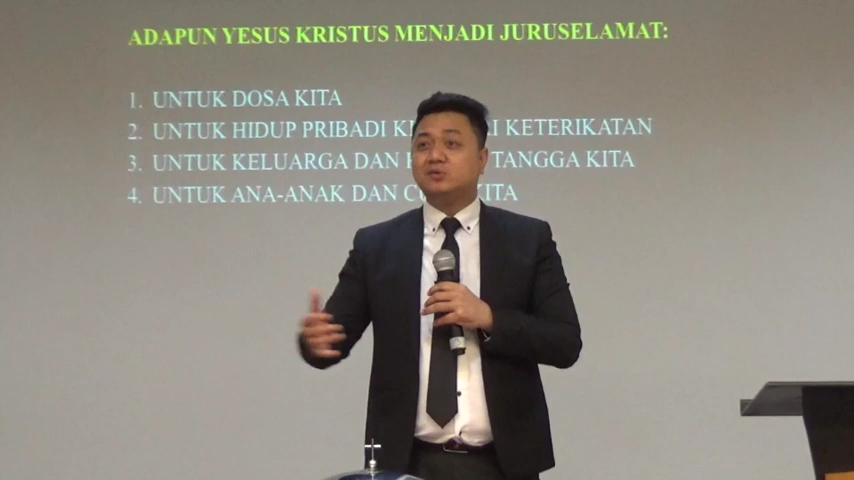 ADAPUN YESUS KRISTUS MENJADI JURUSELAMAT:
1. UNTUK DOSA KITA
2. UNTUK HIDUP PRIBADI KETERIKATAN
3. UNTUK KELUARGA DAN TANGGA KITA
4. UNTUK ANA-ANAK DAN KITA